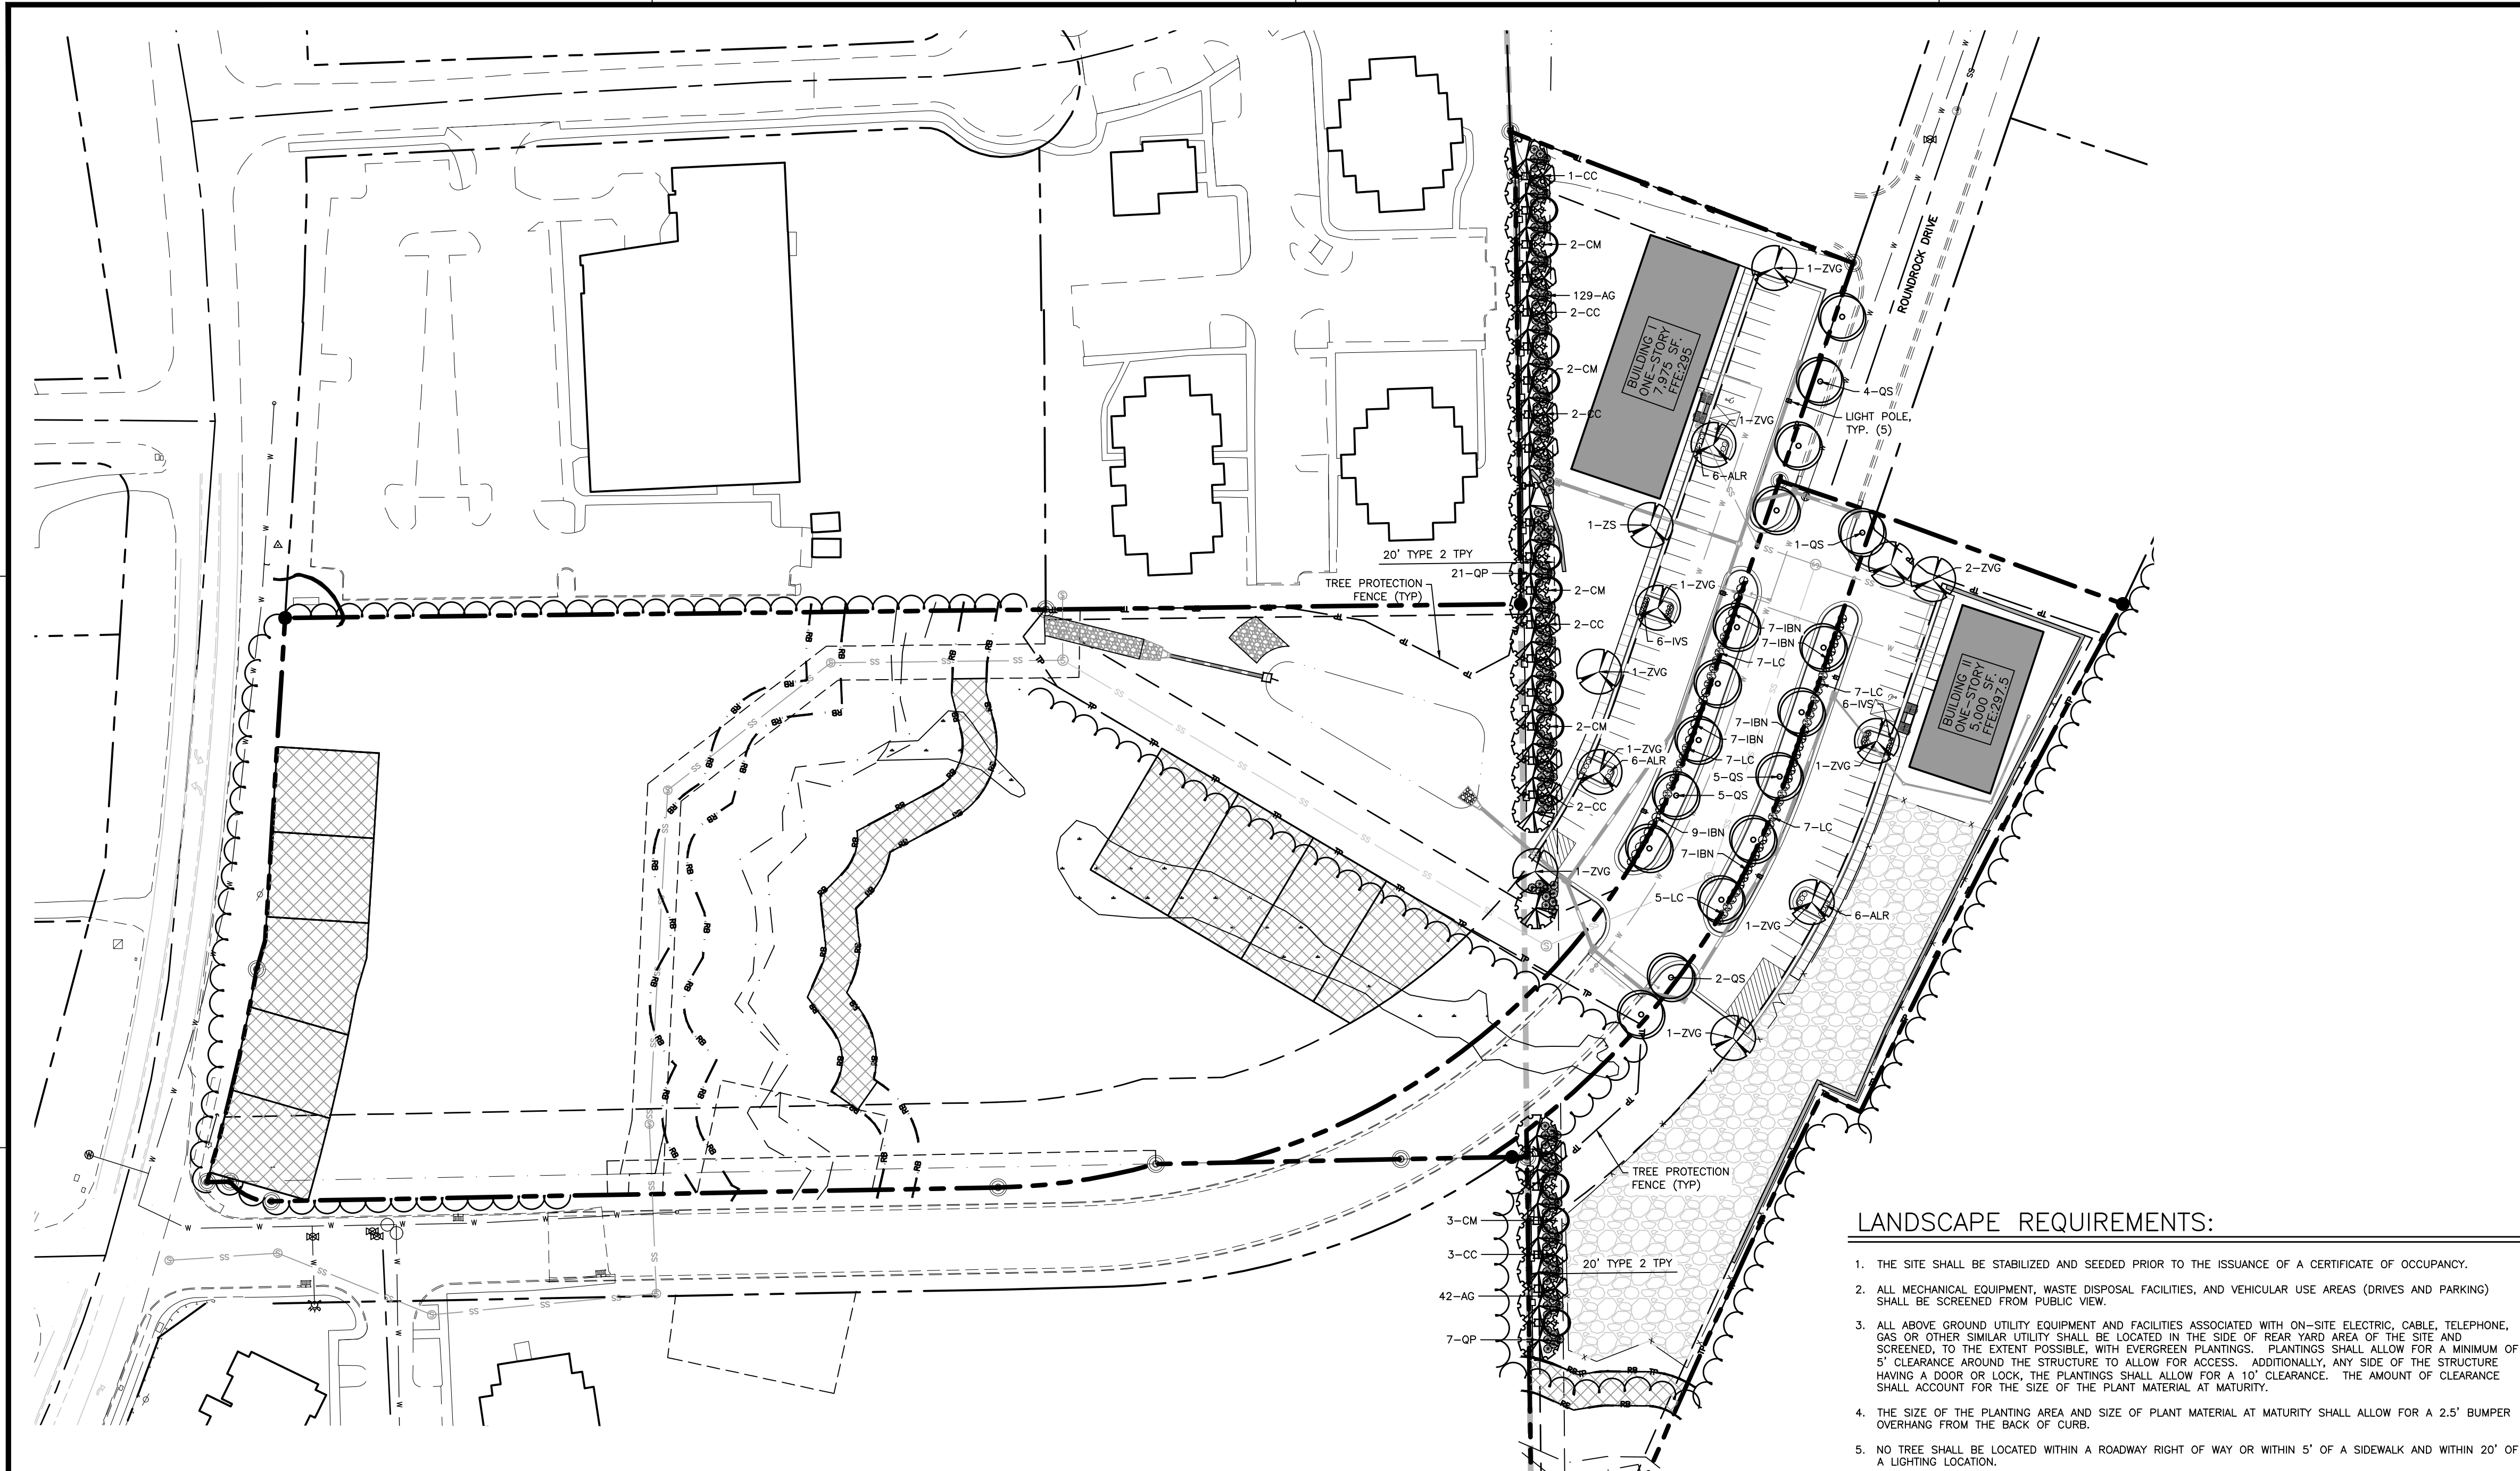 1-CC
2-CM
129-AG
2-CC
2-CM
2-CC
20' TYPE 2 TPY
21-QP
TREE PROTECTION
FENCE (TYP)
2-CM
2-CC
2-CM
2-CC
BUILDING I
ONE-STORY
7,975 SF.
FFE:295
1-ZVG
ROUNDROCK DRIVE
4-QS
LIGHT POLE,
TYP. (5)
1-ZVG
6-ALR
1-ZS
1-QS
2-ZVG
1-ZVG
6-IVS
7-IBN
7-IBN
7-LC
1-ZVG
7-LC
6-IVS
BUILDING II
ONE-STORY
5,000 SF.
FFE:297.5
7-IBN
7-IBN
1-ZVG
6-ALR
7-LC
5-QS
1-ZVG
5-QS
9-IBN
7-LC
7-IBN
1-ZVG
5-LC
6-ALR
1-ZVG
2-QS
1-ZVG
TREE PROTECTION
FENCE (TYP)
3-CM
3-CC
20' TYPE 2 TPY
42-AG
7-QP
LANDSCAPE REQUIREMENTS:
1. THE SITE SHALL BE STABILIZED AND SEEDED PRIOR TO THE ISSUANCE OF A CERTIFICATE OF OCCUPANCY.
2. ALL MECHANICAL EQUIPMENT, WASTE DISPOSAL FACILITIES, AND VEHICULAR USE AREAS (DRIVES AND PARKING)
SHALL BE SCREENED FROM PUBLIC VIEW.
3. ALL ABOVE GROUND UTILITY EQUIPMENT AND FACILITIES ASSOCIATED WITH ON-SITE ELECTRIC, CABLE, TELEPHONE,
GAS OR OTHER SIMILAR UTILITY SHALL BE LOCATED IN THE SIDE OF REAR YARD AREA OF THE SITE AND
SCREENED, TO THE EXTENT POSSIBLE, WITH EVERGREEN PLANTINGS. PLANTINGS SHALL ALLOW FOR A MINIMUM OF
5' CLEARANCE AROUND THE STRUCTURE TO ALLOW FOR ACCESS. ADDITIONALLY, ANY SIDE OF THE STRUCTURE
HAVING A DOOR OR LOCK, THE PLANTINGS SHALL ALLOW FOR A 10' CLEARANCE. THE AMOUNT OF CLEARANCE
SHALL ACCOUNT FOR THE SIZE OF THE PLANT MATERIAL AT MATURITY.
4. THE SIZE OF THE PLANTING AREA AND SIZE OF PLANT MATERIAL AT MATURITY SHALL ALLOW FOR A 2.5' BUMPER
OVERHANG FROM THE BACK OF CURB.
5. NO TREE SHALL BE LOCATED WITHIN A ROADWAY RIGHT OF WAY OR WITHIN 5' OF A SIDEWALK AND WITHIN 20' OF
A LIGHTING LOCATION.